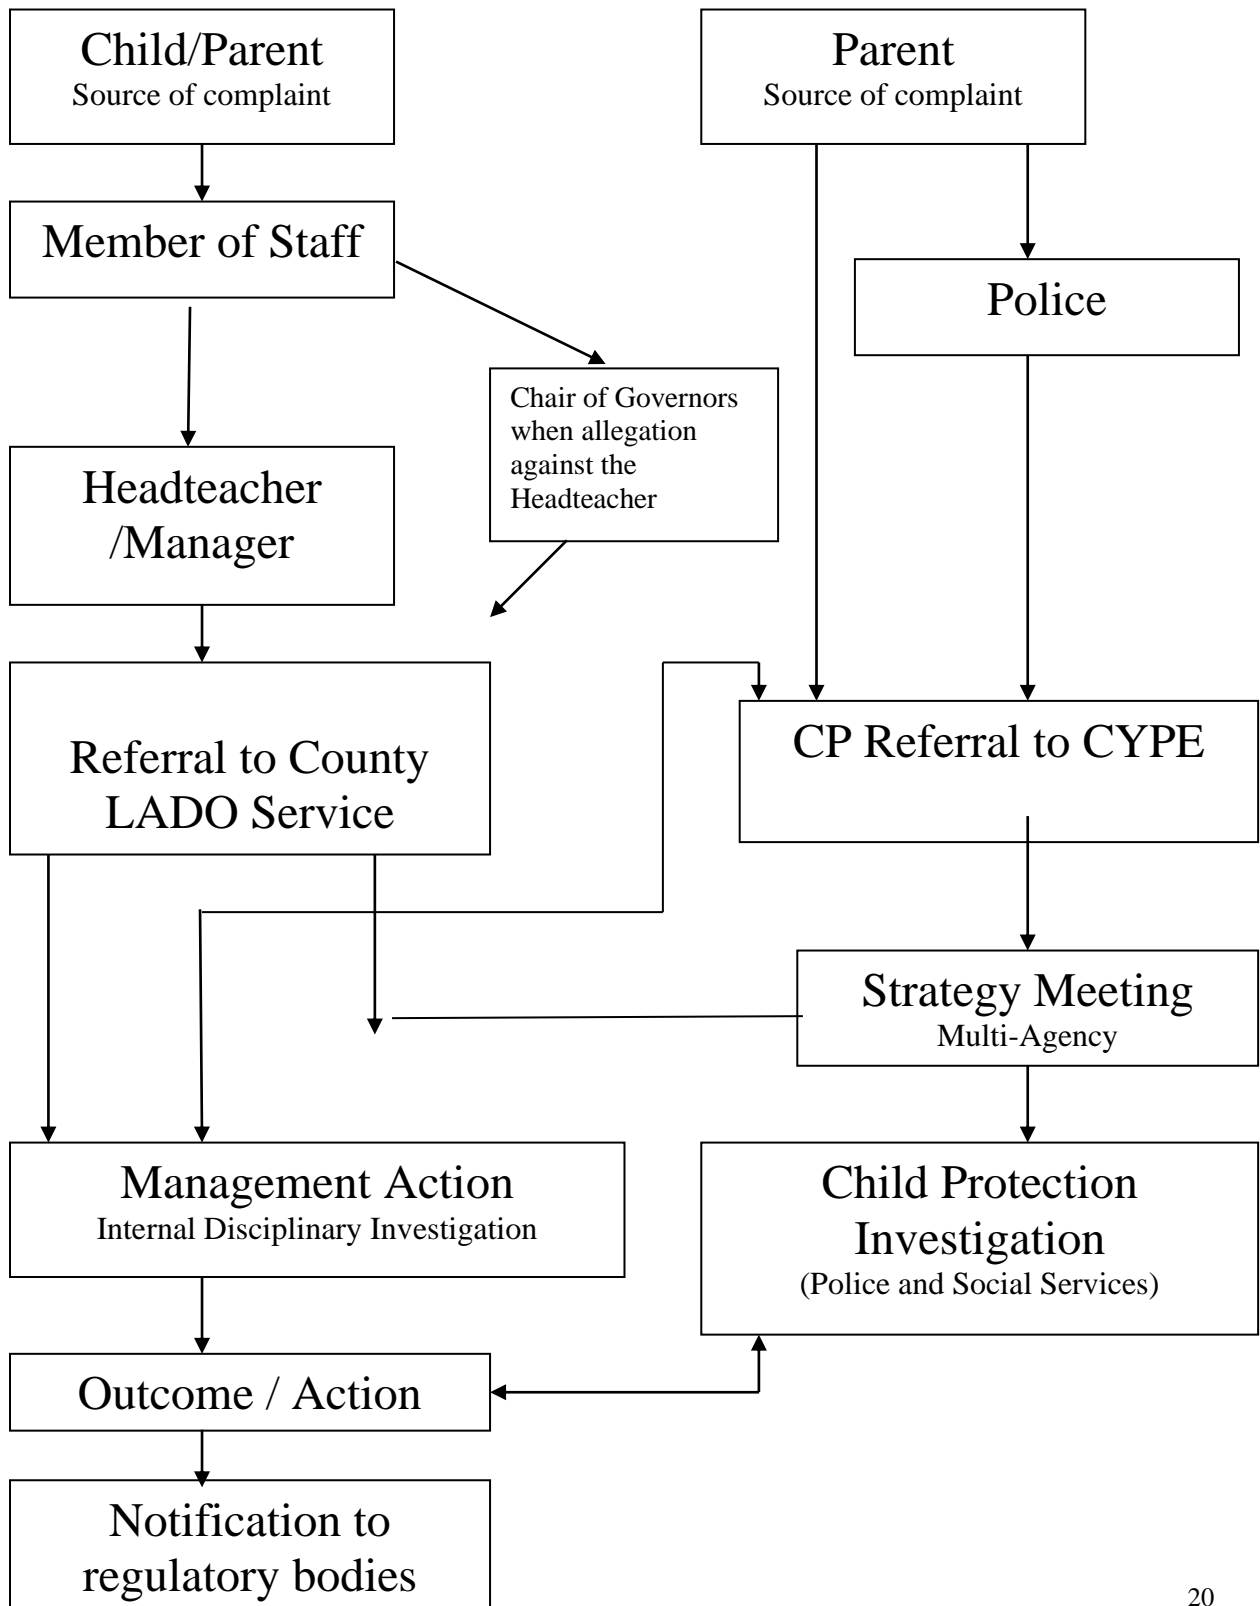 Child/Parent
Source of complaint
Parent
Source of complaint
Member of Staff
Police
Chair of Governors
when allegation
against the
Headteacher
Headteacher
/Manager
Referral to County
LADO Service
CP Referral to CYPE
Strategy Meeting
Multi-Agency
Management Action
Internal Disciplinary Investigation
Child Protection
Investigation
(Police and Social Services)
Outcome / Action
Notification to
regulatory bodies
20